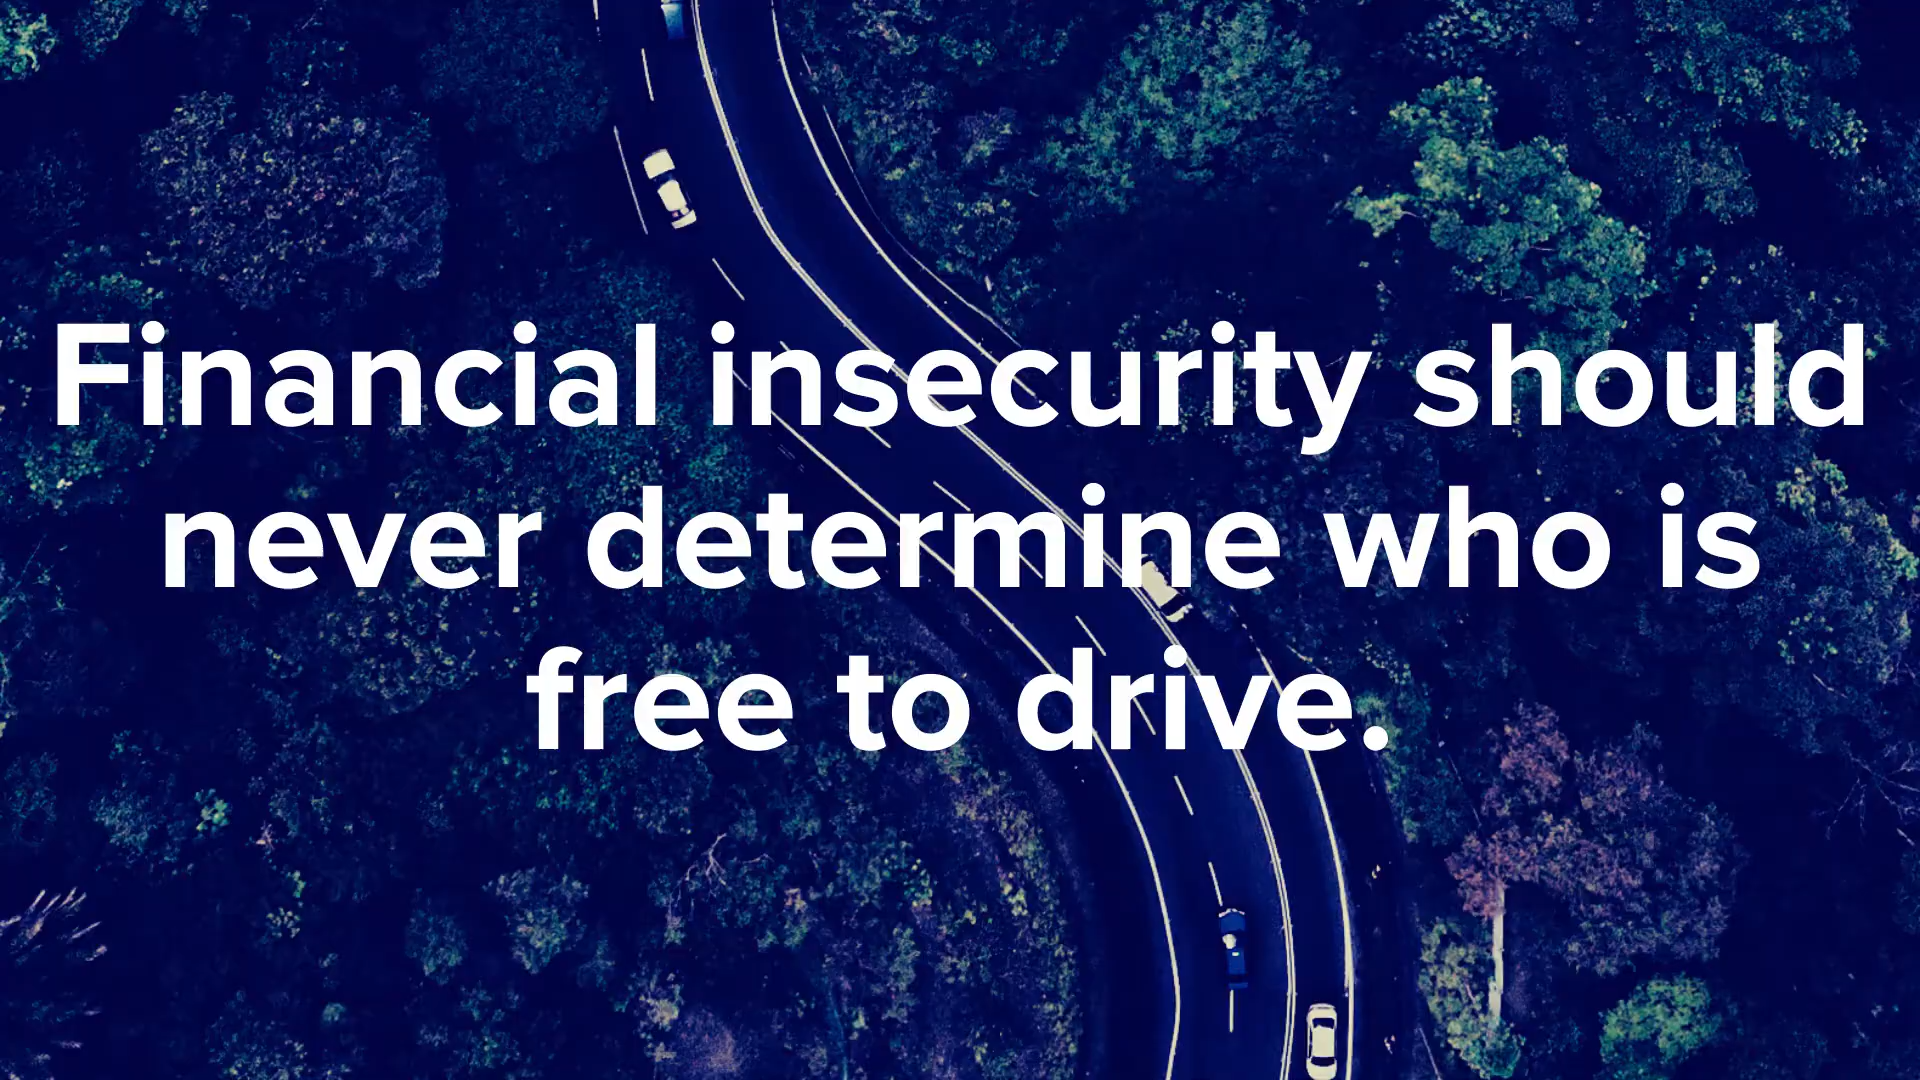 Financial insecurity should
never determine who is
free to drive.